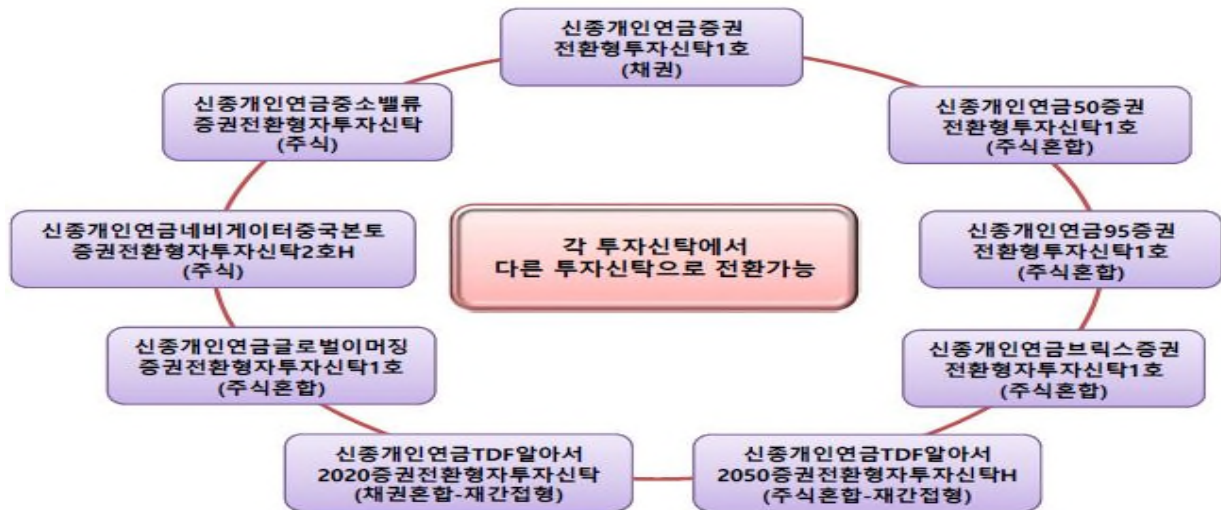 신종개인연금증권
전환형투자신탁1호
(채권)
신종개인연금중소밸류
증권전환형자투자신탁
(주식)
신종개인연금50증권
전환형투자신탁1호
(주식혼합)
신종개인연금네비게이터중국본토
증권전환형자투자신탁2호H
(주식)
각 투자신탁에서
다른 투자신탁으로 전환가능
신종개인연금95증권
전환형투자신탁1호
(주식혼합)
신종개인연금글로벌이머징
증권전환형자투자신탁1호
(주식혼합)
신종개인연금브릭스증권
전환형자투자신탁1호
(주식혼합)
신종개인연금TDF알아서
2020증권전환형자투자신탁
(채권혼합-재간접형)
신종개인연금TDF알아서
2050증권전환형자투자신탁H
(주식혼합-재간접형)